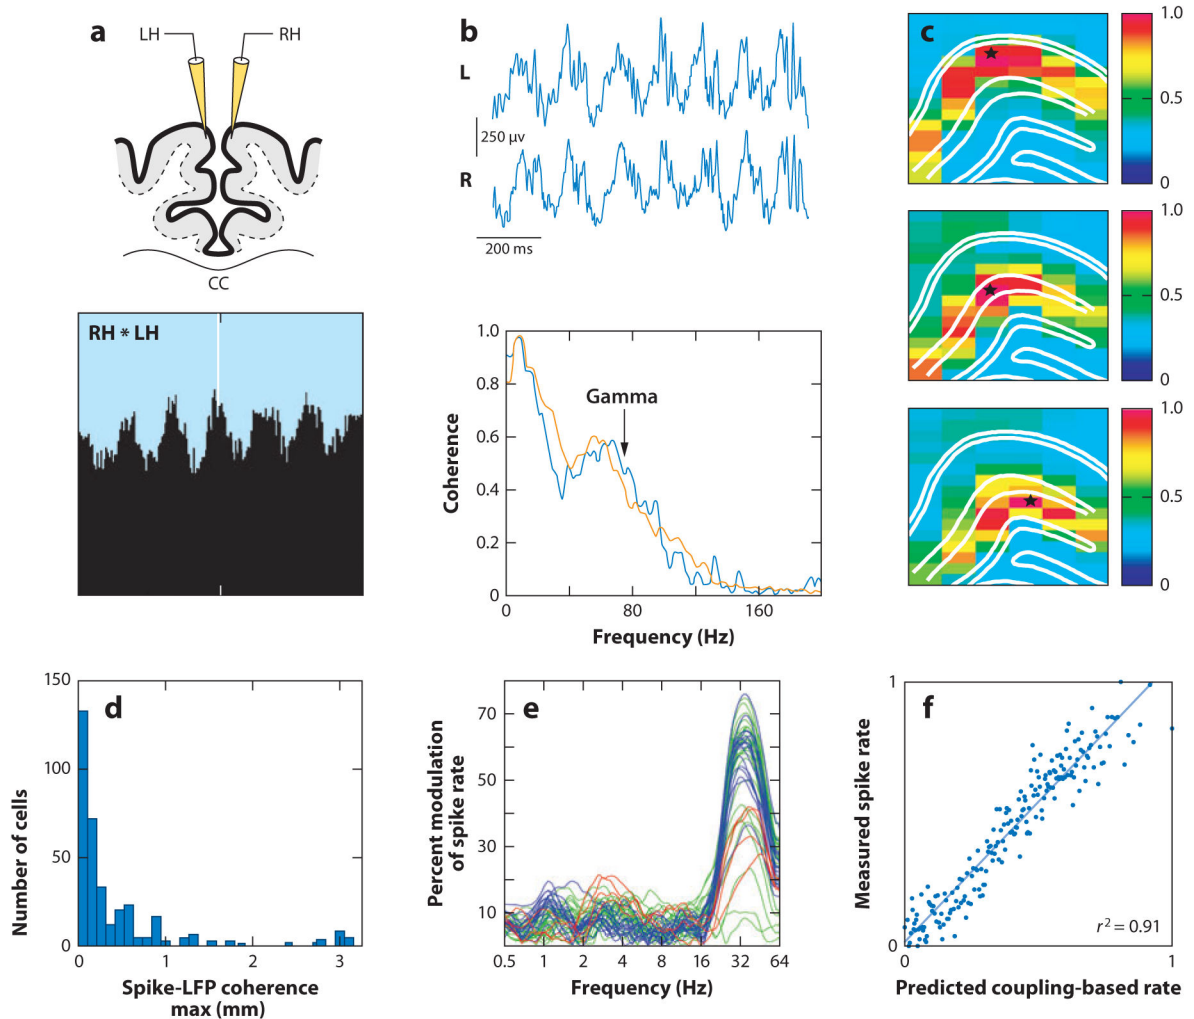 a
LH
RH
CC
RH * LH
b
L
250 μv
R
200 ms
1.0
0.8
0.6
0.4
0.2
0
Coherence
Gamma
0
80
160
Frequency (Hz)
c
1.0
0.5
0
1.0
0.5
0
1.0
0.5
0
d
150
100
50
0
Number of cells
0
1
2
3
Spike-LFP coherence
max (mm)
e
70
50
30
10
Percent modulation
of spike rate
0.5
1
2
4
8
16
32
64
Frequency (Hz)
f
1
0
Measured spike rate
r² = 0.91
0
1
Predicted coupling-based rate